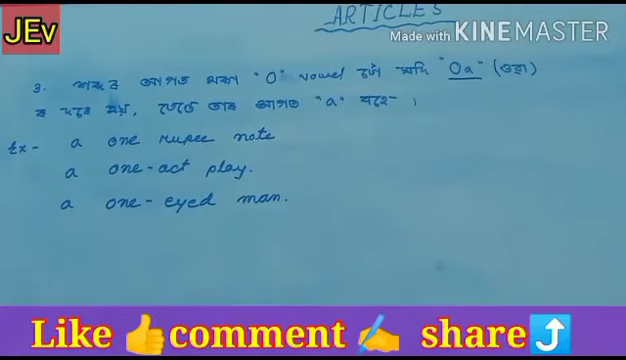 JEv
ARTICLES
Made with KINEMASTER
3. শব্দৰ আগত থকা "O" vowel টো যদি "Oa" (ওৱা)
ৰ দৰে হয়, তেন্তে তাৰ আগত "a" বহে।
Ex- a one rupee note
a one-act play.
a one-eyed man.
Like 👍 comment ✍ share ⤴